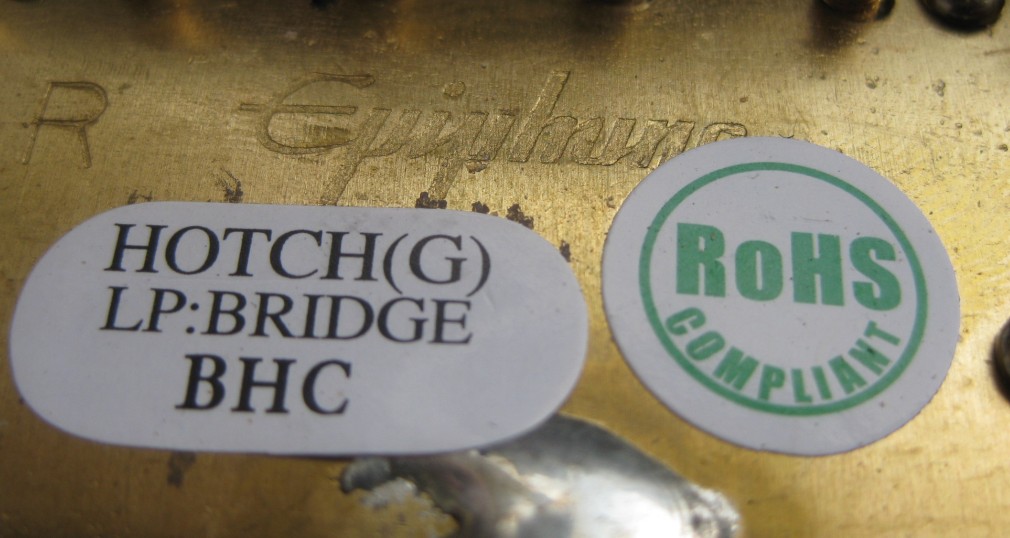 R Epiphone
HOTCH(G)
LP:BRIDGE
BHC
RoHS
COMPLIANT